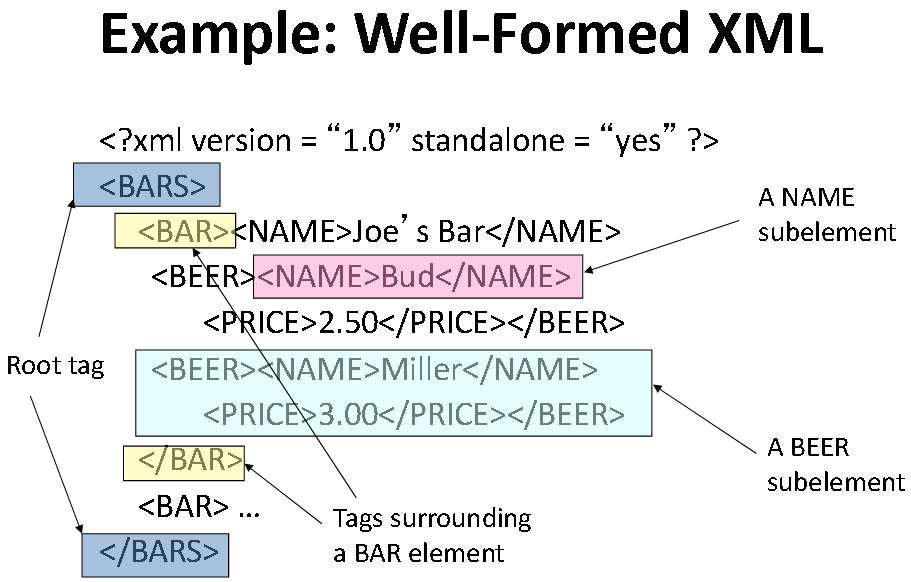 Example: Well-Formed XML
<?xml version = “1.0” standalone = “yes” ?>
<BARS>
<BAR><NAME>Joe’s Bar</NAME>
<BEER><NAME>Bud</NAME>
<PRICE>2.50</PRICE></BEER>
<BEER><NAME>Miller</NAME>
<PRICE>3.00</PRICE></BEER>
</BAR>
<BAR> …
</BARS>
A NAME
subelement
Root tag
A BEER
subelement
Tags surrounding
a BAR element